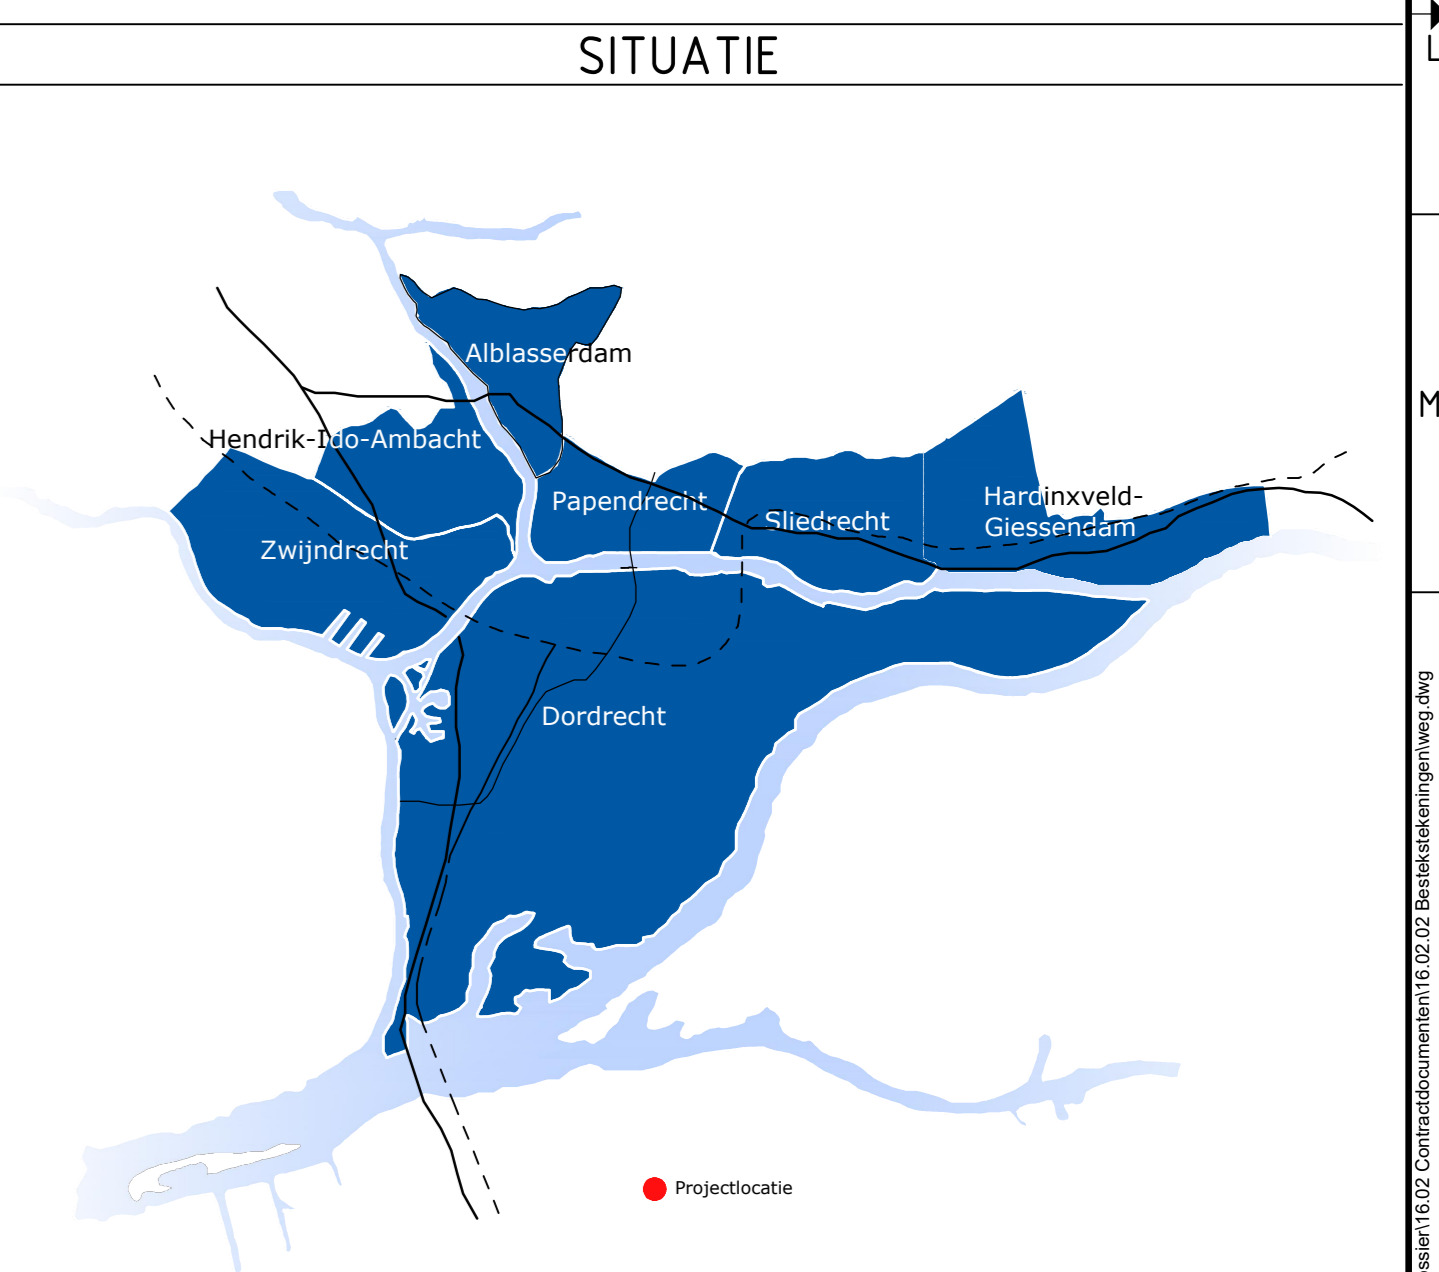 SITUATIE
L
Alblasserdam
M
Hendrik-Ido-Ambacht
Hardinxveld-
Giessendam
Papendrecht
Sliedrecht
Zwijndrecht
Dordrecht
Projectlocatie
ssier\16.02 Contractdocumenten\16.02.02 Bestekstekeningen\weg.dwg